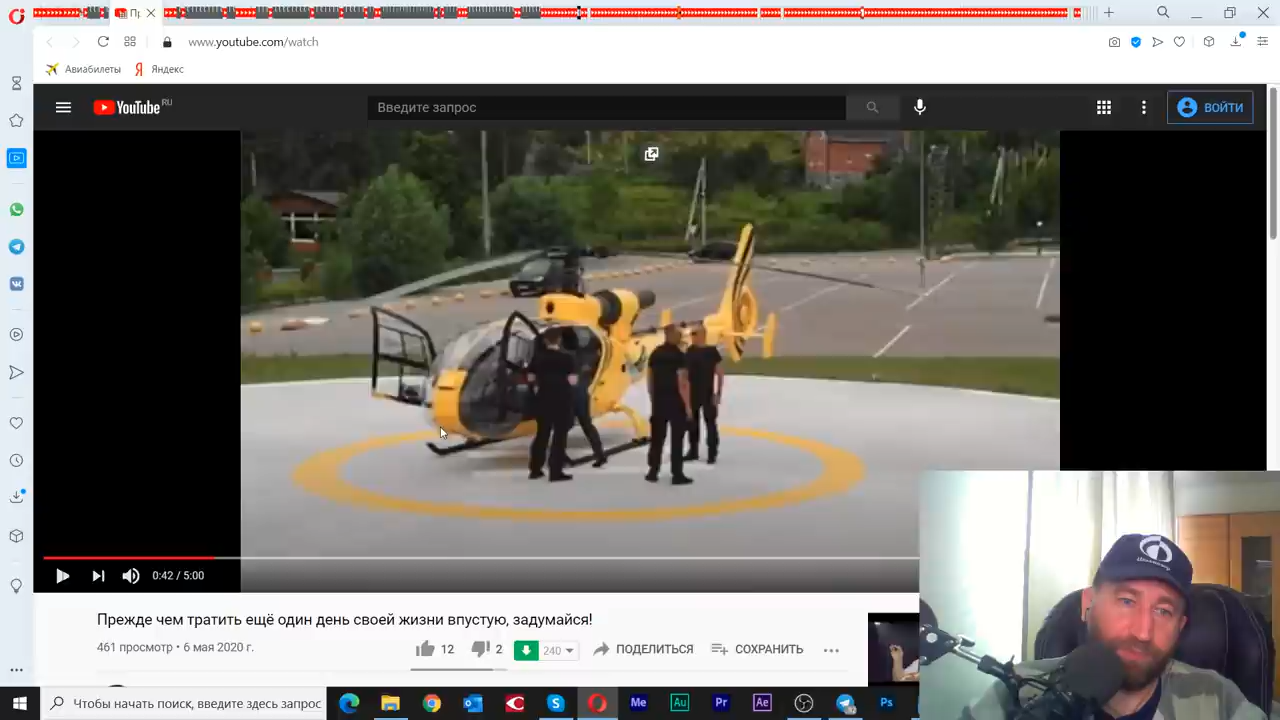 Пр
www.youtube.com/watch
Авиабилеты
Яндекс
YouTube RU
Введите запрос
ВОЙТИ
0:42 / 5:00
Прежде чем тратить ещё один день своей жизни впустую, задумайся!
461 просмотр • 6 мая 2020 г.
12
2
240
ПОДЕЛИТЬСЯ
СОХРАНИТЬ
Чтобы начать поиск, введите здесь запрос
Me
Au
Pr
Ae
Ps